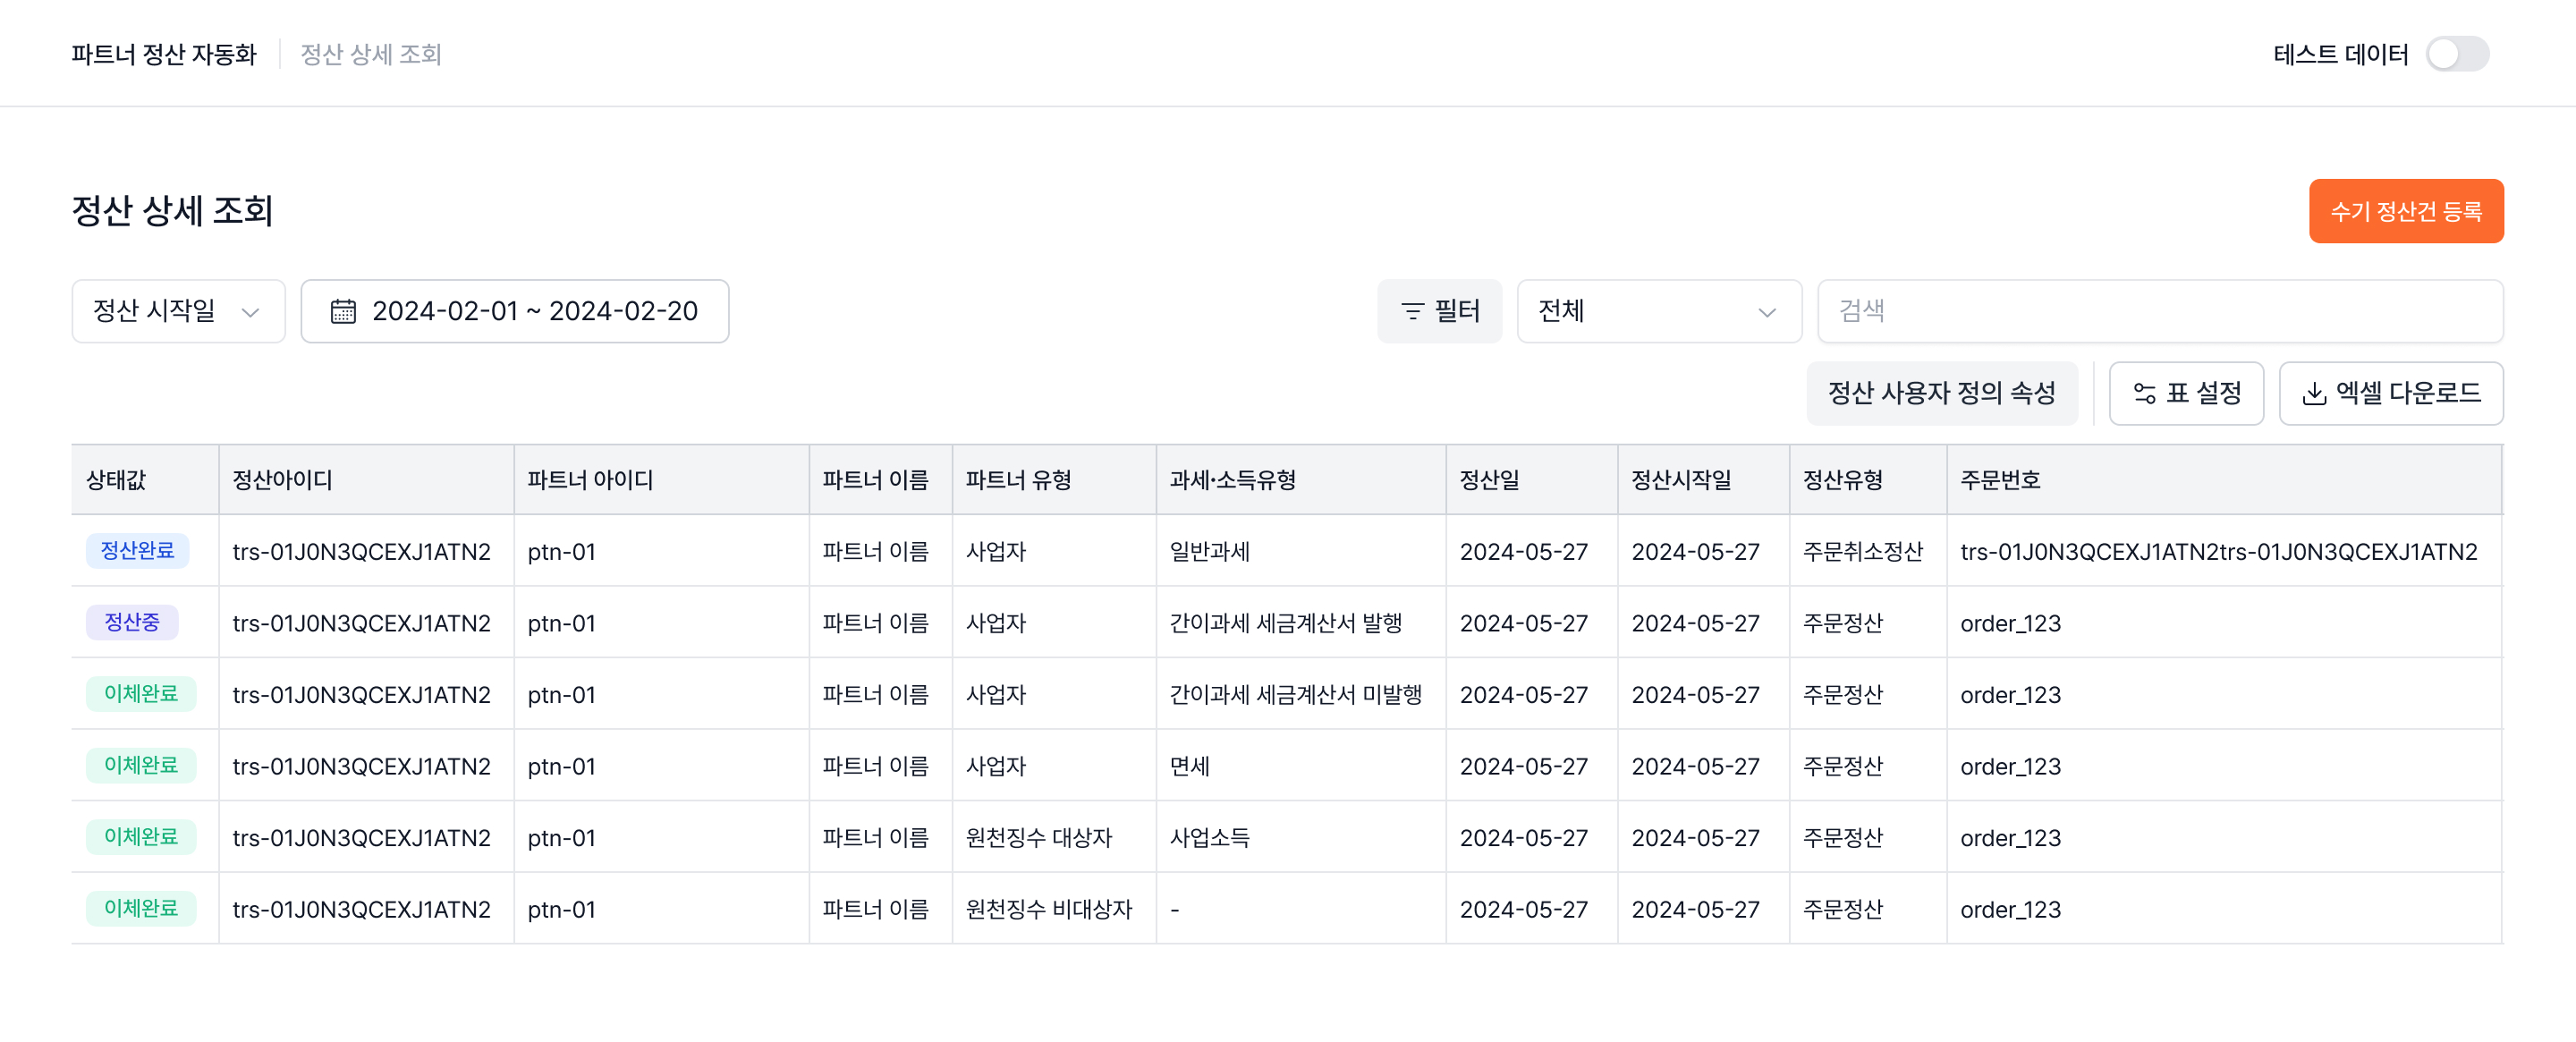 파트너 정산 자동화 정산 상세 조회 테스트 데이터
정산 상세 조회 수기 정산건 등록
정산 시작일 2024-02-01 ~ 2024-02-20 필터 전체 검색
정산 사용자 정의 속성 표 설정 엑셀 다운로드
상태값 정산아이디 파트너 아이디 파트너 이름 파트너 유형 과세·소득유형 정산일 정산시작일 정산유형 주문번호
정산완료 trs-01J0N3QCEXJ1ATN2 ptn-01 파트너 이름 사업자 일반과세 2024-05-27 2024-05-27 주문취소정산 trs-01J0N3QCEXJ1ATN2trs-01J0N3QCEXJ1ATN2
정산중 trs-01J0N3QCEXJ1ATN2 ptn-01 파트너 이름 사업자 간이과세 세금계산서 발행 2024-05-27 2024-05-27 주문정산 order_123
이체완료 trs-01J0N3QCEXJ1ATN2 ptn-01 파트너 이름 사업자 간이과세 세금계산서 미발행 2024-05-27 2024-05-27 주문정산 order_123
이체완료 trs-01J0N3QCEXJ1ATN2 ptn-01 파트너 이름 사업자 면세 2024-05-27 2024-05-27 주문정산 order_123
이체완료 trs-01J0N3QCEXJ1ATN2 ptn-01 파트너 이름 원천징수 대상자 사업소득 2024-05-27 2024-05-27 주문정산 order_123
이체완료 trs-01J0N3QCEXJ1ATN2 ptn-01 파트너 이름 원천징수 비대상자 - 2024-05-27 2024-05-27 주문정산 order_123